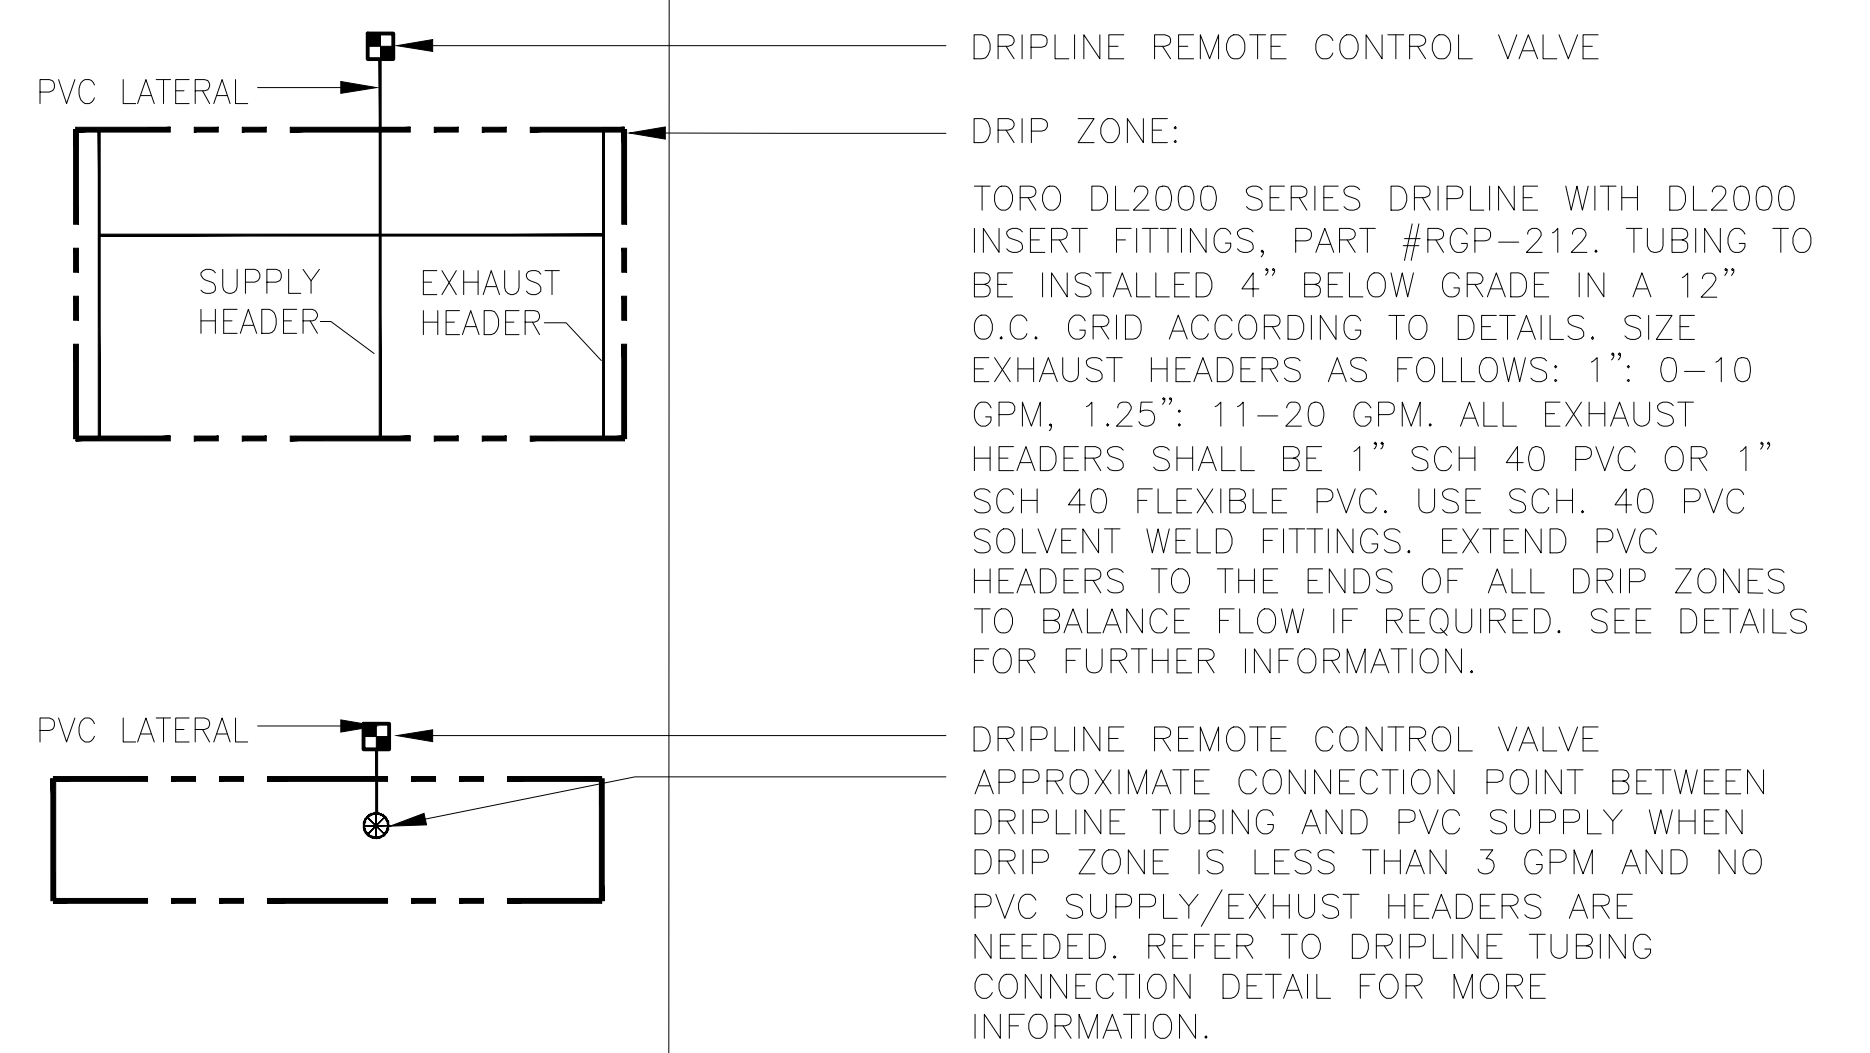 DRIPLINE REMOTE CONTROL VALVE
PVC LATERAL
DRIP ZONE:
TORO DL2000 SERIES DRIPLINE WITH DL2000
INSERT FITTINGS, PART #RGP-212. TUBING TO
BE INSTALLED 4" BELOW GRADE IN A 12"
O.C. GRID ACCORDING TO DETAILS. SIZE
EXHAUST HEADERS AS FOLLOWS: 1": 0-10
GPM, 1.25": 11-20 GPM. ALL EXHAUST
HEADERS SHALL BE 1" SCH 40 PVC OR 1"
SCH 40 FLEXIBLE PVC. USE SCH. 40 PVC
SOLVENT WELD FITTINGS. EXTEND PVC
HEADERS TO THE ENDS OF ALL DRIP ZONES
TO BALANCE FLOW IF REQUIRED. SEE DETAILS
FOR FURTHER INFORMATION.
SUPPLY
HEADER
EXHAUST
HEADER
PVC LATERAL
DRIPLINE REMOTE CONTROL VALVE
APPROXIMATE CONNECTION POINT BETWEEN
DRIPLINE TUBING AND PVC SUPPLY WHEN
DRIP ZONE IS LESS THAN 3 GPM AND NO
PVC SUPPLY/EXHUST HEADERS ARE
NEEDED. REFER TO DRIPLINE TUBING
CONNECTION DETAIL FOR MORE
INFORMATION.